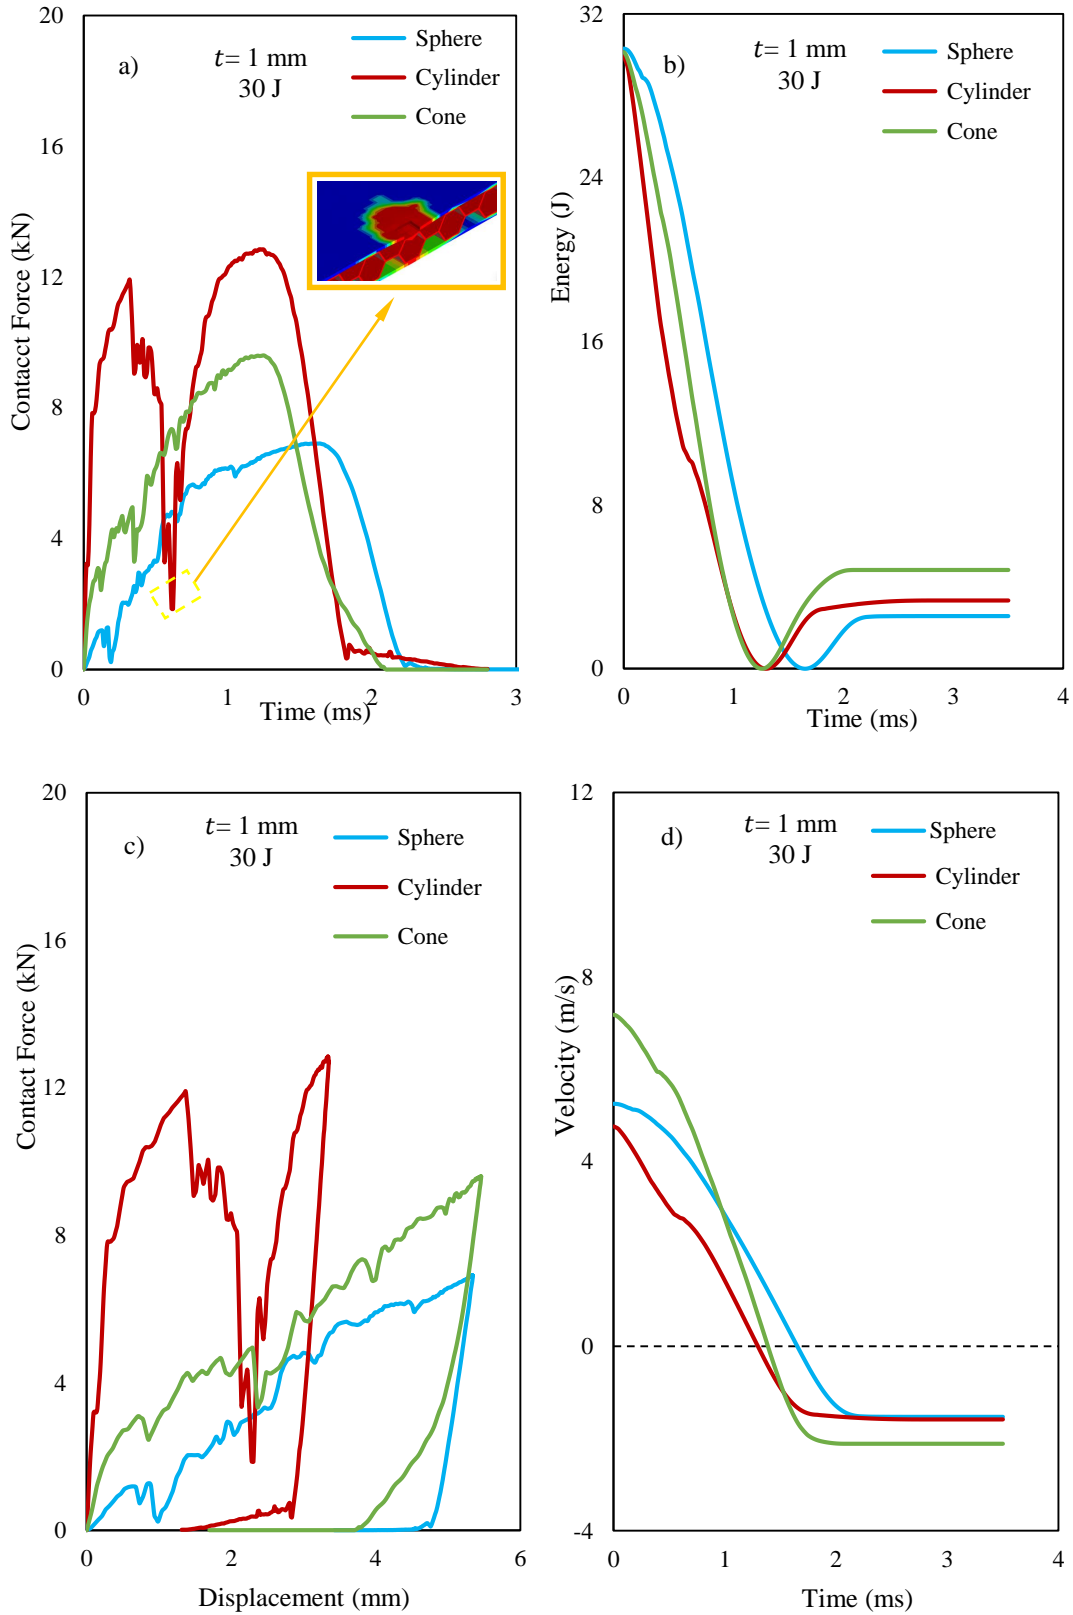 a)
t= 1 mm
30 J
Sphere
Cylinder
Cone
20
16
12
8
4
0
Contacct Force (kN)
0 1 2 3
Time (ms)
b)
t= 1 mm
30 J
Sphere
Cylinder
Cone
32
24
16
8
0
Energy (J)
0 1 2 3 4
Time (ms)
c)
t= 1 mm
30 J
Sphere
Cylinder
Cone
20
16
12
8
4
0
Contact Force (kN)
0 2 4 6
Displacement (mm)
d)
t= 1 mm
30 J
Sphere
Cylinder
Cone
12
8
4
0
-4
Velocity (m/s)
0 1 2 3 4
Time (ms)